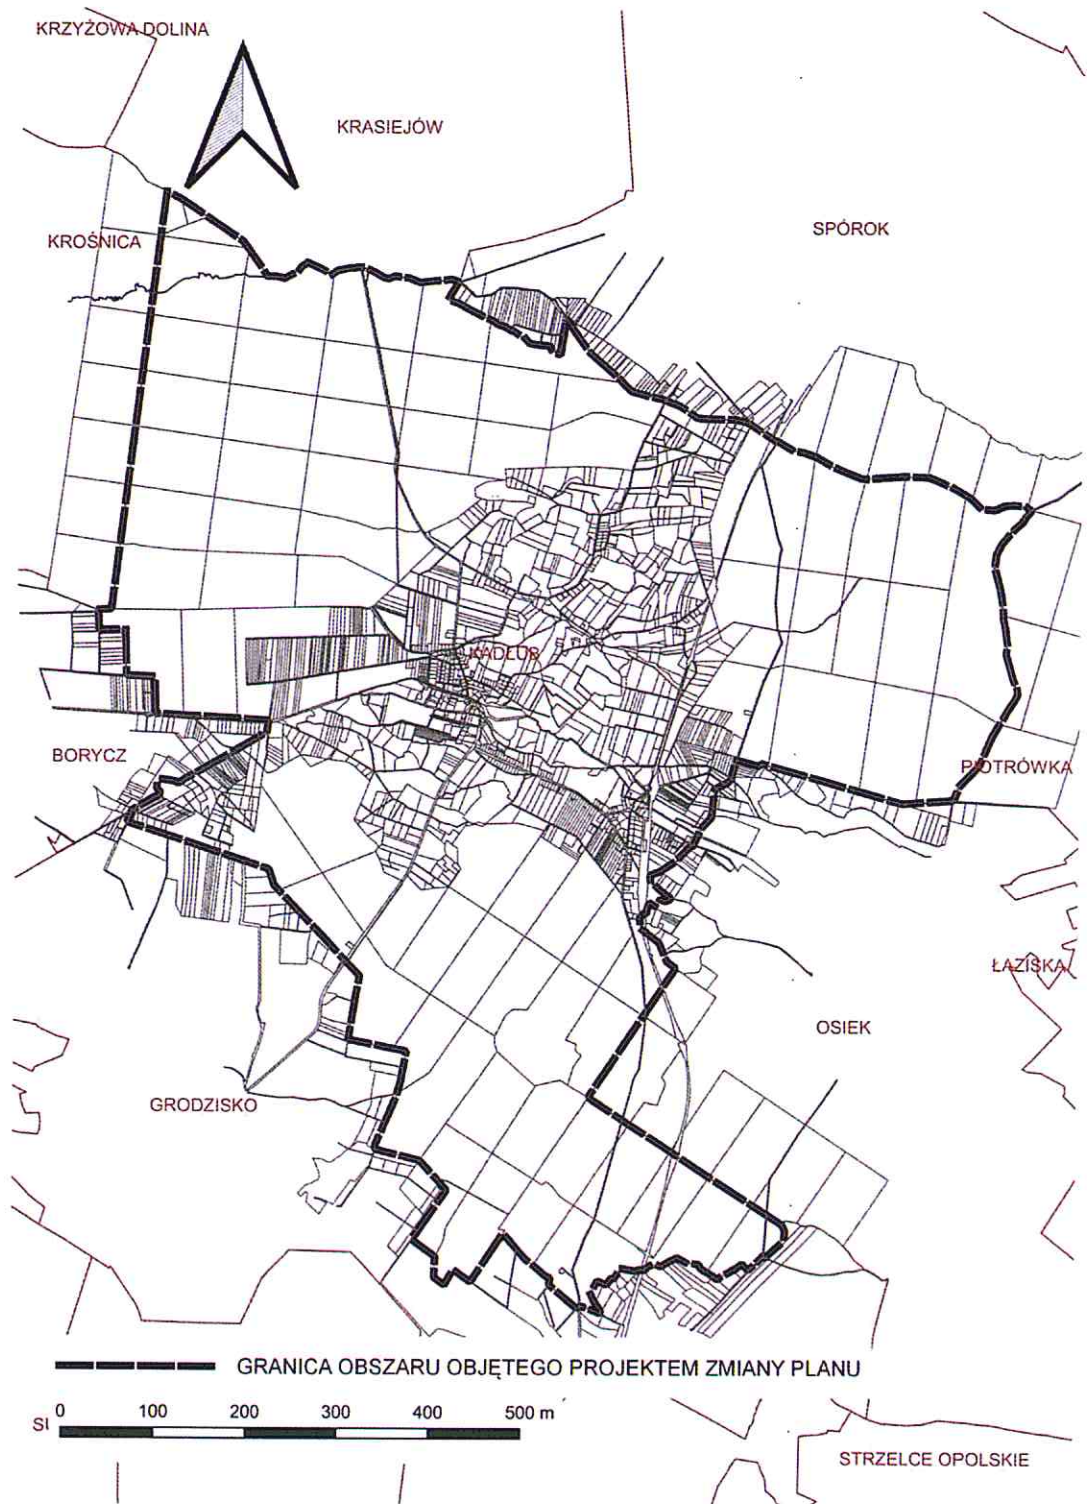 KRZYŻOWA DOLINA
KRASIEJÓW
SPÓROK
KROŚNICA
KADŁUB
BORYCZ
PIOTRÓWKA
ŁAZISKA
OSIEK
GRODZISKO
GRANICA OBSZARU OBJĘTEGO PROJEKTEM ZMIANY PLANU
0 100 200 300 400 500 m
SI
STRZELCE OPOLSKIE